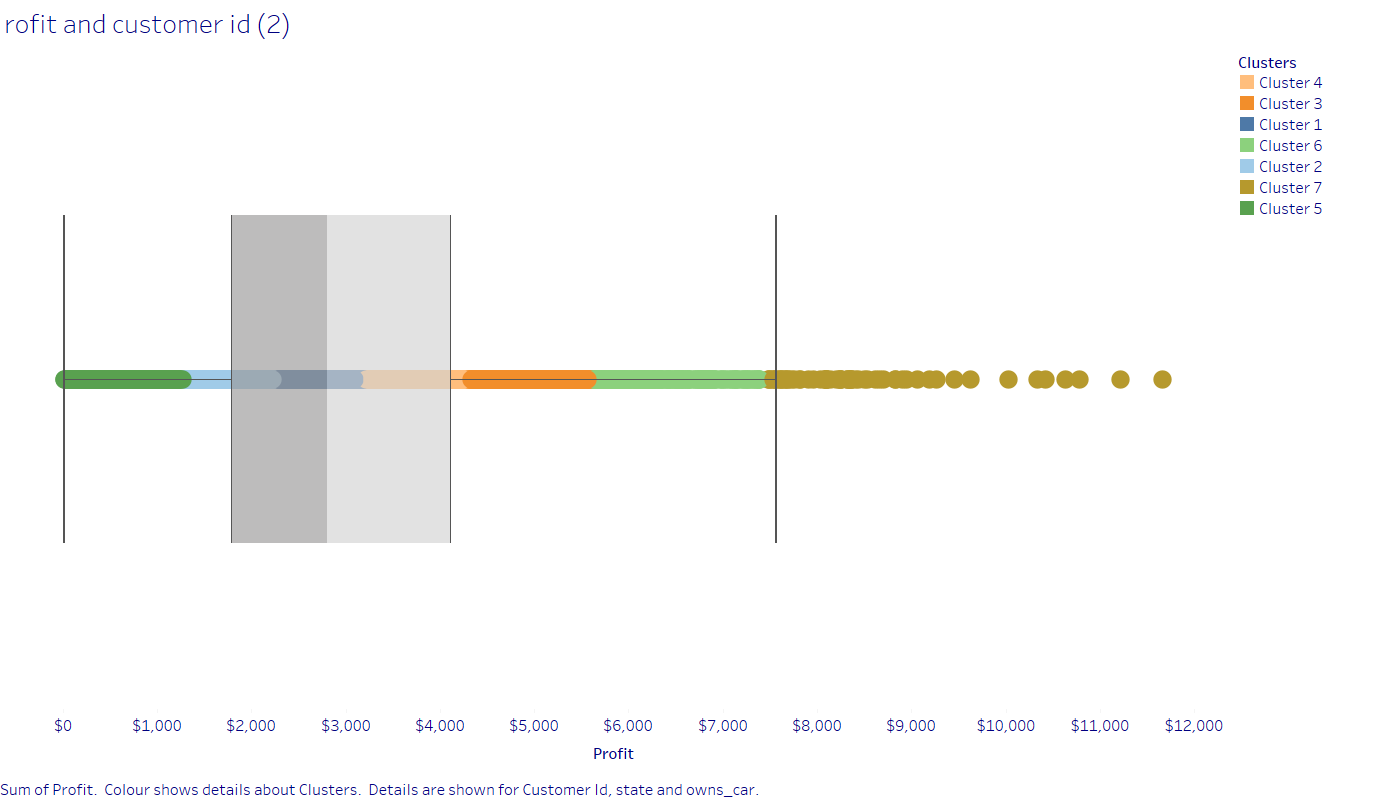 rofit and customer id (2)
Clusters
Cluster 4
Cluster 3
Cluster 1
Cluster 6
Cluster 2
Cluster 7
Cluster 5
$0 $1,000 $2,000 $3,000 $4,000 $5,000 $6,000 $7,000 $8,000 $9,000 $10,000 $11,000 $12,000
Profit
Sum of Profit. Colour shows details about Clusters. Details are shown for Customer Id, state and owns_car.